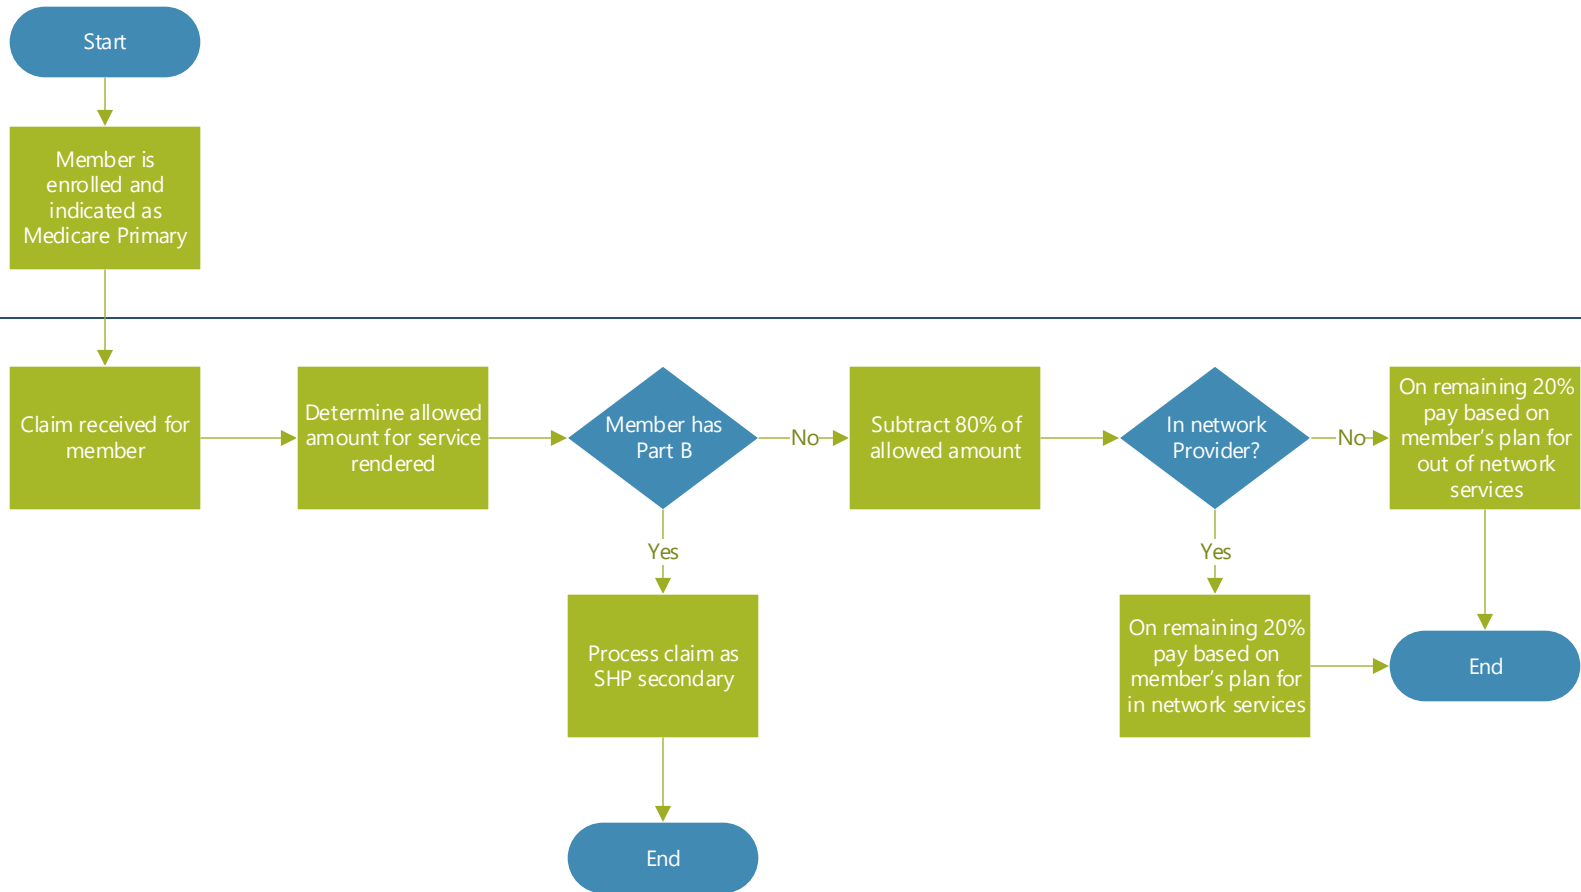 Start
Member is
enrolled and
indicated as
Medicare Primary
Claim received for
member
Determine allowed
amount for service
rendered
Member has
Part B
No
Subtract 80% of
allowed amount
In network
Provider?
No
On remaining 20%
pay based on
member’s plan for
out of network
services
Yes
Process claim as
SHP secondary
End
Yes
On remaining 20%
pay based on
member’s plan for
in network services
End